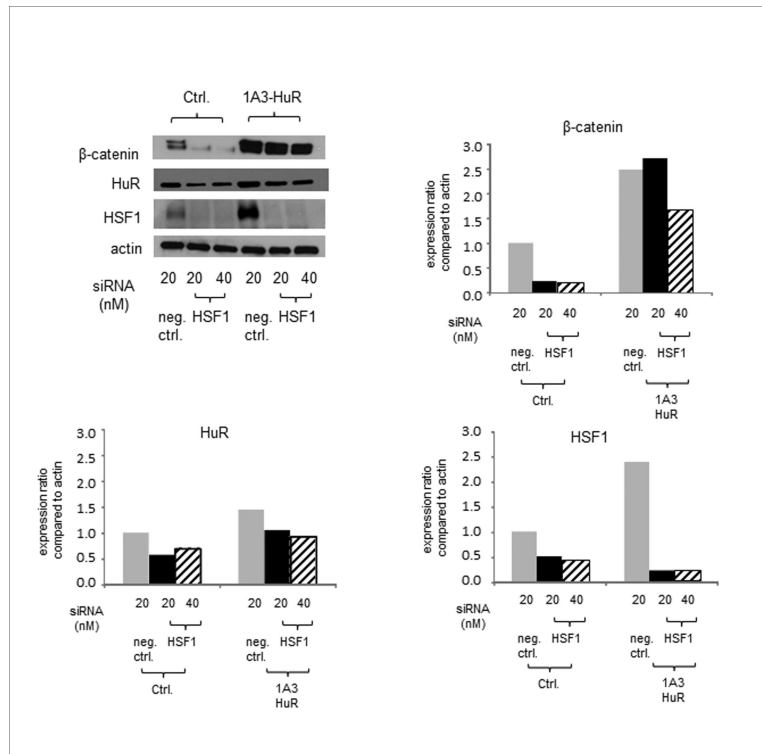 Ctrl. 1A3-HuR
β-catenin
HuR
HSF1
actin
siRNA (nM) 20 20 40 20 20 40
neg. ctrl. HSF1 neg. ctrl. HSF1
β-catenin
expression ratio
compared to actin
3.0
2.5
2.0
1.5
1.0
0.5
0.0
siRNA (nM) 20 20 40 20 20 40
neg. ctrl. HSF1 neg. ctrl. HSF1
Ctrl. 1A3
HuR
HuR
expression ratio
compared to actin
3.0
2.5
2.0
1.5
1.0
0.5
0.0
siRNA (nM) 20 20 40 20 20 40
neg. ctrl. HSF1 neg. ctrl. HSF1
Ctrl. 1A3
HuR
HSF1
expression ratio
compared to actin
3.0
2.5
2.0
1.5
1.0
0.5
0.0
siRNA (nM) 20 20 40 20 20 40
neg. ctrl. HSF1 neg. ctrl. HSF1
Ctrl. 1A3
HuR